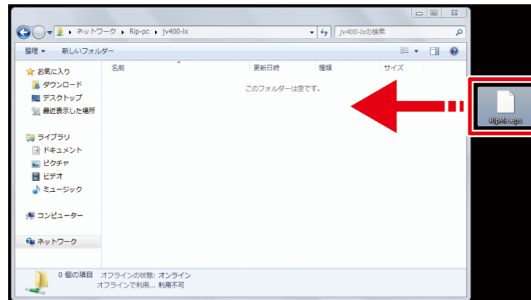 ネットワーク ▸ Rip-pc ▸ jv400-lx
jv400-lxの検索
整理 ▼ 新しいフォルダー
名前 更新日時 種類 サイズ
このフォルダーは空です。
お気に入り
ダウンロード
デスクトップ
最近表示した場所
ライブラリ
ドキュメント
ピクチャ
ビデオ
ミュージック
コンピューター
ネットワーク
RipMe.eps
0 個の項目 オフラインの状態: オンライン
オフラインで利用... 利用不可